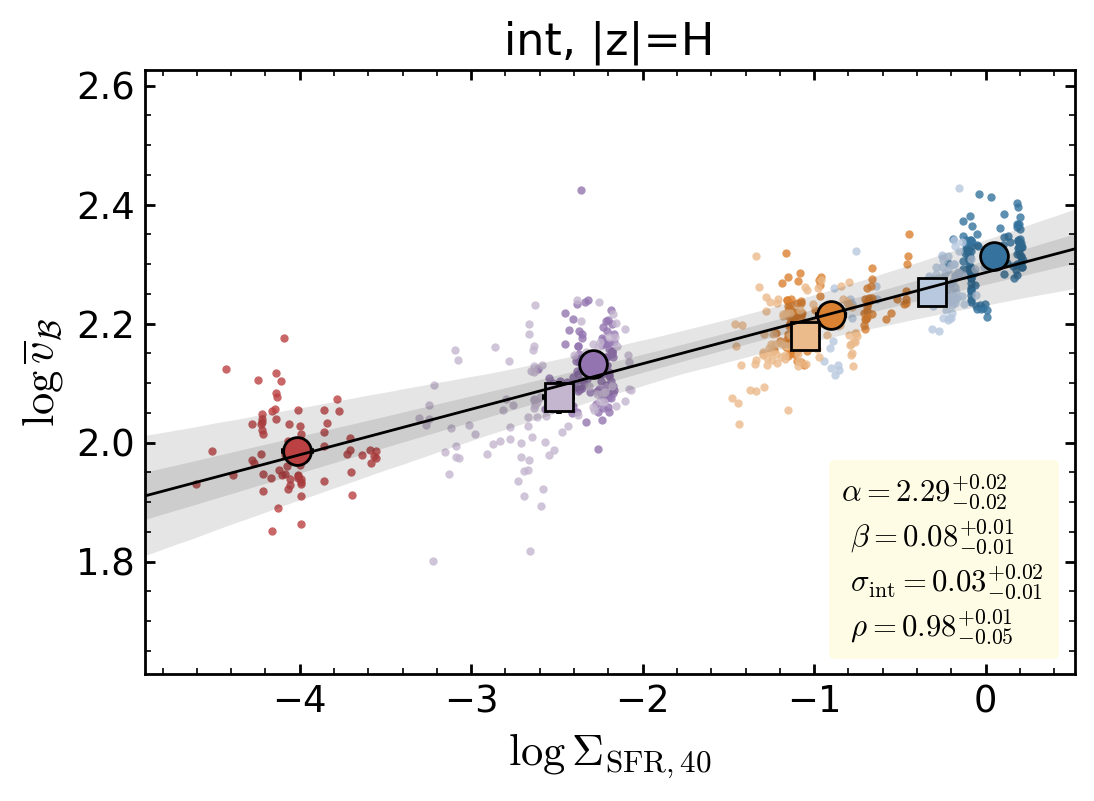 int, |z|=H
2.6
2.4
2.2
2.0
1.8
log v̅_ℬ
α = 2.29^{+0.02}_{-0.02}
β = 0.08^{+0.01}_{-0.01}
σ_int = 0.03^{+0.02}_{-0.01}
ρ = 0.98^{+0.01}_{-0.05}
−4 −3 −2 −1 0
log Σ_{SFR, 40}